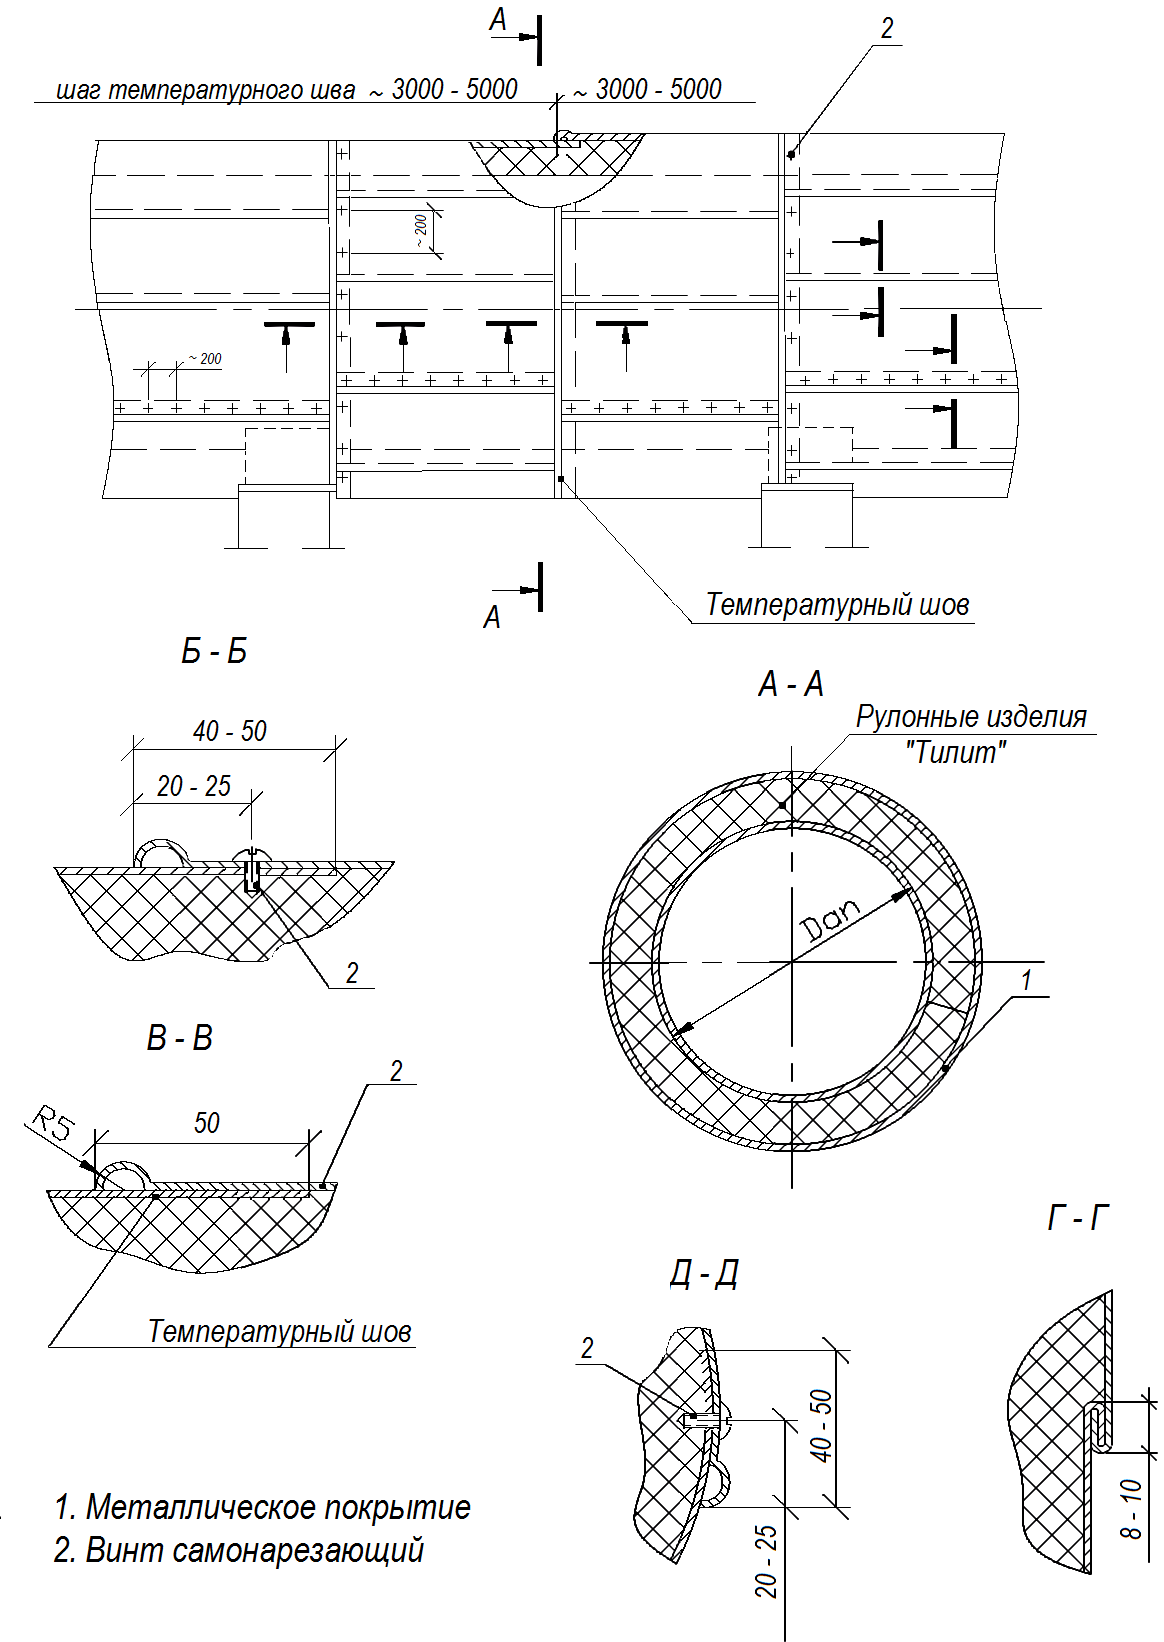 А
2
шаг температурного шва ~ 3000 - 5000
~ 3000 - 5000
~ 200
~ 200
А
Температурный шов
Б - Б
40 - 50
20 - 25
2
А - А
Рулонные изделия
"Тилит"
Dan
1
В - В
2
R5
50
Температурный шов
Г - Г
8 - 10
Д - Д
2
40 - 50
20 - 25
1. Металлическое покрытие
2. Винт самонарезающий